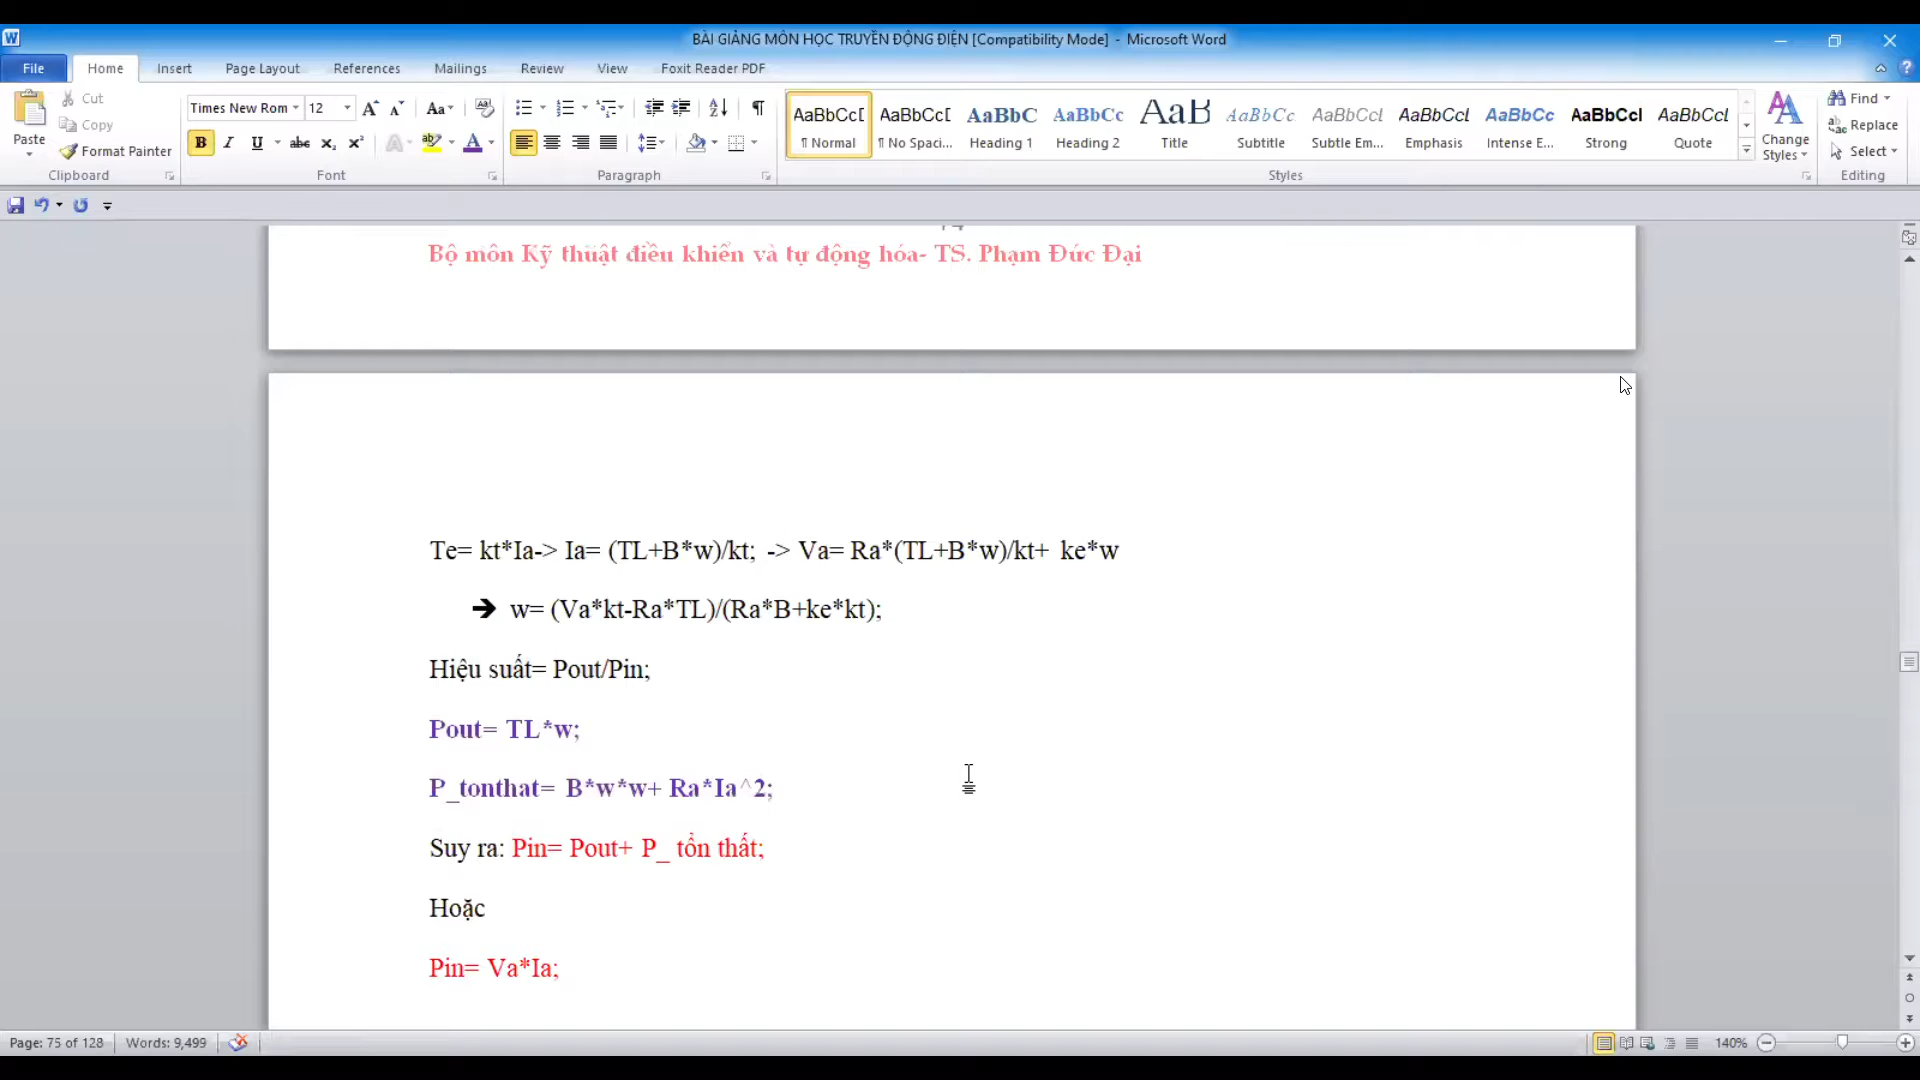 BÀI GIẢNG MÔN HỌC TRUYỀN ĐỘNG ĐIỆN [Compatibility Mode] - Microsoft Word
File Home Insert Page Layout References Mailings Review View Foxit Reader PDF
Paste
Cut
Copy
Format Painter
Clipboard
Times New Rom 12
Font
Paragraph
AaBbCcD AaBbCcD AaBbC AaBbCc AaB AaBbCc AaBbCcl AaBbCcl AaBbCc AaBbCcl AaBbCcl
¶ Normal ¶ No Spaci... Heading 1 Heading 2 Title Subtitle Subtle Em... Emphasis Intense E... Strong Quote
Styles
Change Styles
Find
Replace
Select
Editing
Bộ môn Kỹ thuật điều khiển và tự động hóa- TS. Phạm Đức Đại
Te= kt*Ia-> Ia= (TL+B*w)/kt; -> Va= Ra*(TL+B*w)/kt+ ke*w
➔ w= (Va*kt-Ra*TL)/(Ra*B+ke*kt);
Hiệu suất= Pout/Pin;
Pout= TL*w;
P_tonthat= B*w*w+ Ra*Ia^2;
Suy ra: Pin= Pout+ P_ tổn thất;
Hoặc
Pin= Va*Ia;
Page: 75 of 128 Words: 9,499 140%